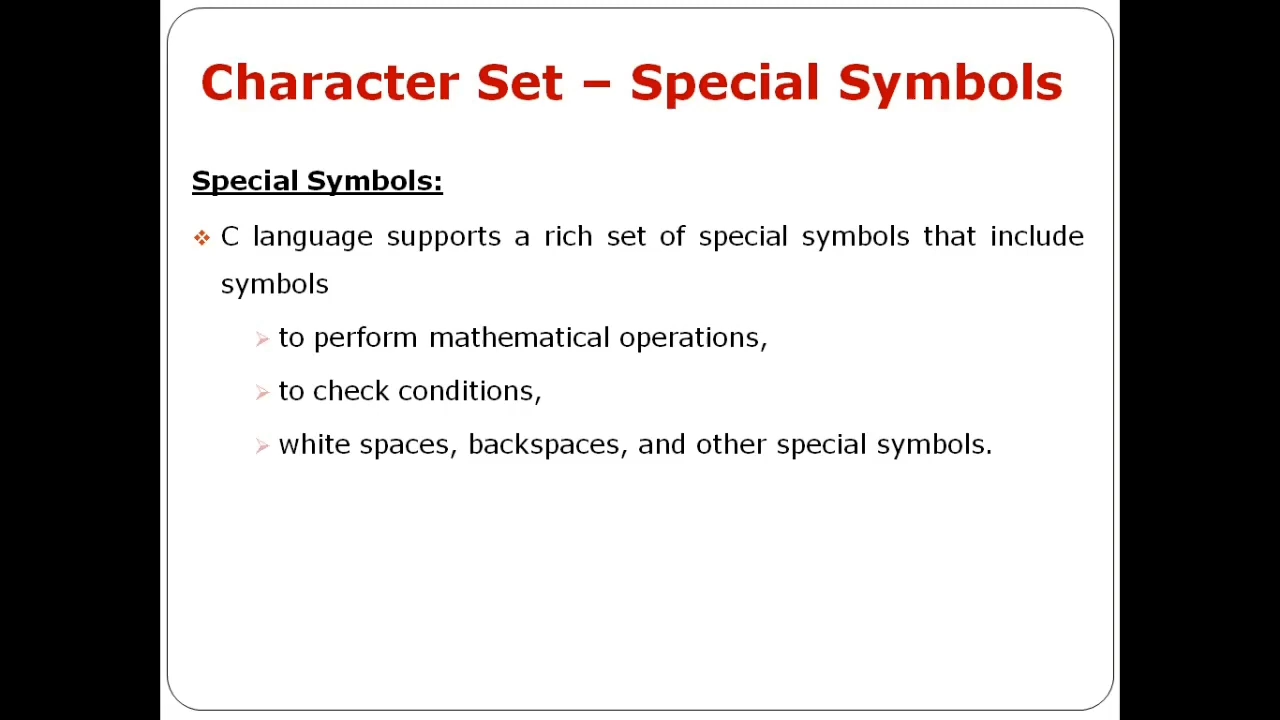 Character Set – Special Symbols
Special Symbols:
C language supports a rich set of special symbols that include
symbols
to perform mathematical operations,
to check conditions,
white spaces, backspaces, and other special symbols.